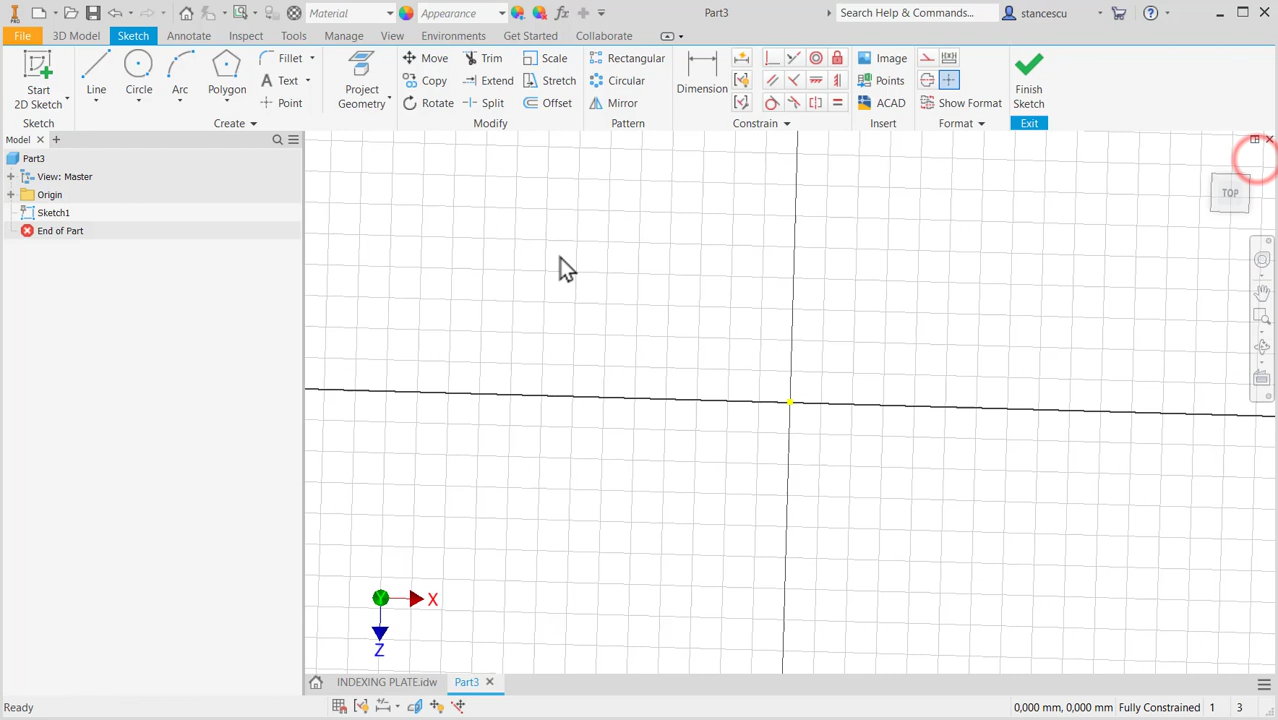 PRO Material Appearance fx Part3 Search Help & Commands... stancescu ?
File 3D Model Sketch Annotate Inspect Tools Manage View Environments Get Started Collaborate
Start 2D Sketch Line Circle Arc Polygon Fillet Text Point Project Geometry
Move Trim Scale
Copy Extend Stretch
Rotate Split Offset
Rectangular
Circular
Mirror
Dimension
Image
Points
ACAD
Show Format
Finish Sketch
Sketch Create Modify Pattern Constrain Insert Format Exit
Model
Part3
View: Master
Origin
Sketch1
End of Part
TOP
Y X
Z
INDEXING PLATE.idw Part3
Ready 0,000 mm, 0,000 mm Fully Constrained 1 3